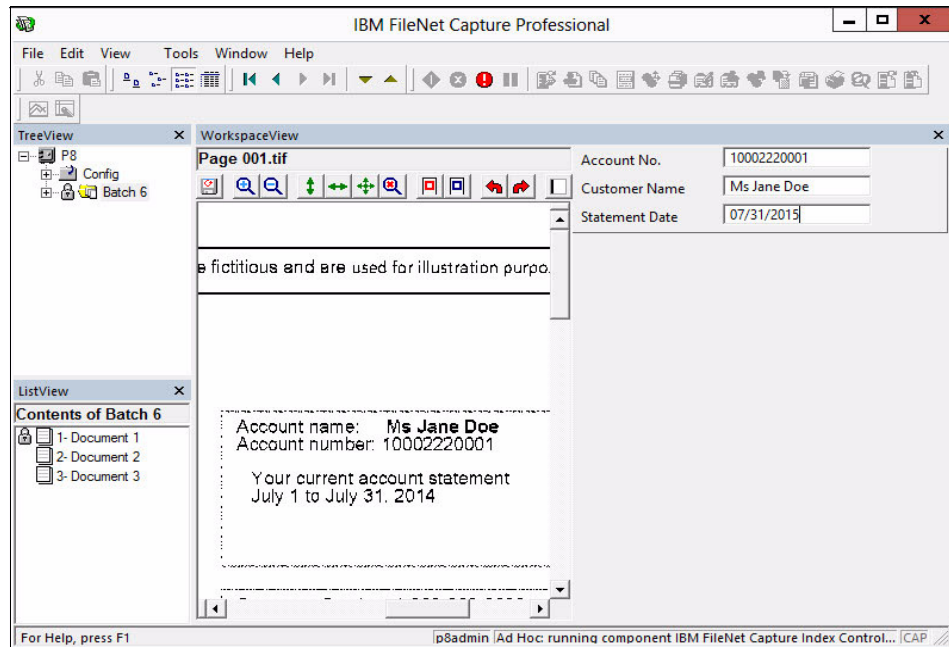 IBM FileNet Capture Professional
File Edit View Tools Window Help
TreeView
P8
Config
Batch 6
WorkspaceView
Page 001.tif
Account No. 10002220001
Customer Name Ms Jane Doe
Statement Date 07/31/2015
e fictitious and are used for illustration purpo
Account name: Ms Jane Doe
Account number: 10002220001
Your current account statement
July 1 to July 31, 2014
ListView
Contents of Batch 6
1- Document 1
2- Document 2
3- Document 3
For Help, press F1
p8admin Ad Hoc: running component IBM FileNet Capture Index Control... CAP